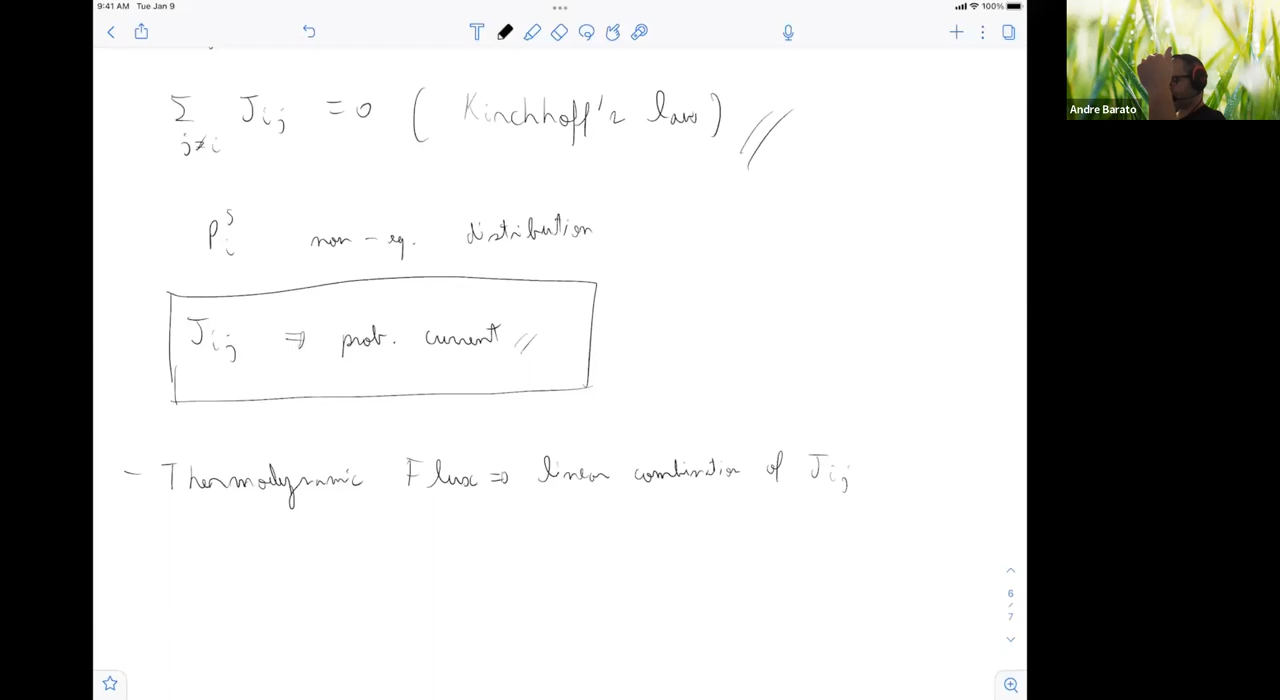 9:41 AM Tue Jan 9
100%
Σ J_ij = 0 ( Kinchhoff's law) //
j≠i
P_i^s non-eq. distribution
J_ij ⇒ prob. current //
- Thermodynamic Flux ⇒ linear combination of J_ij
6
/
7
Andre Barato